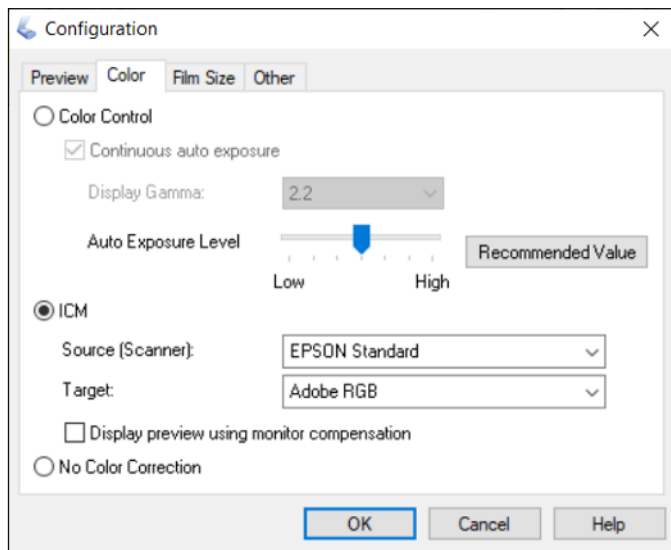 Configuration
Preview Color Film Size Other
Color Control
Continuous auto exposure
Display Gamma: 2.2
Auto Exposure Level
Recommended Value
Low High
ICM
Source (Scanner): EPSON Standard
Target: Adobe RGB
Display preview using monitor compensation
No Color Correction
OK Cancel Help